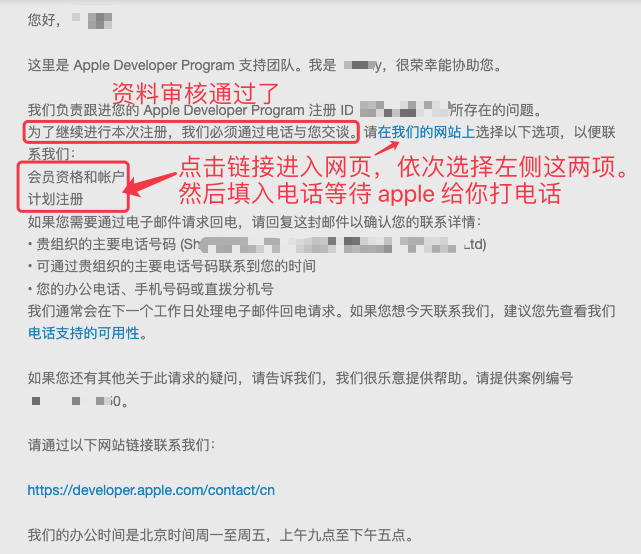 您好，
这里是 Apple Developer Program 支持团队。我是 y，很荣幸能协助您。
资料审核通过了
我们负责跟进您的 Apple Developer Program 注册 ID 所存在的问题。
为了继续进行本次注册，我们必须通过电话与您交谈。请在我们的网站上选择以下选项，以便联
系我们：
点击链接进入网页，依次选择左侧这两项。
然后填入电话等待 apple 给你打电话
会员资格和帐户
计划注册
如果您需要通过电子邮件请求回电，请回复这封邮件以确认您的联系详情：
• 贵组织的主要电话号码 (Sh Ltd)
• 可通过贵组织的主要电话号码联系到您的时间
• 您的办公电话、手机号码或直拨分机号
我们通常会在下一个工作日处理电子邮件回电请求。如果您想今天联系我们，建议您先查看我们
电话支持的可用性。
如果您还有其他关于此请求的疑问，请告诉我们，我们很乐意提供帮助。请提供案例编号
0。
请通过以下网站链接联系我们：
https://developer.apple.com/contact/cn
我们的办公时间是北京时间周一至周五，上午九点至下午五点。